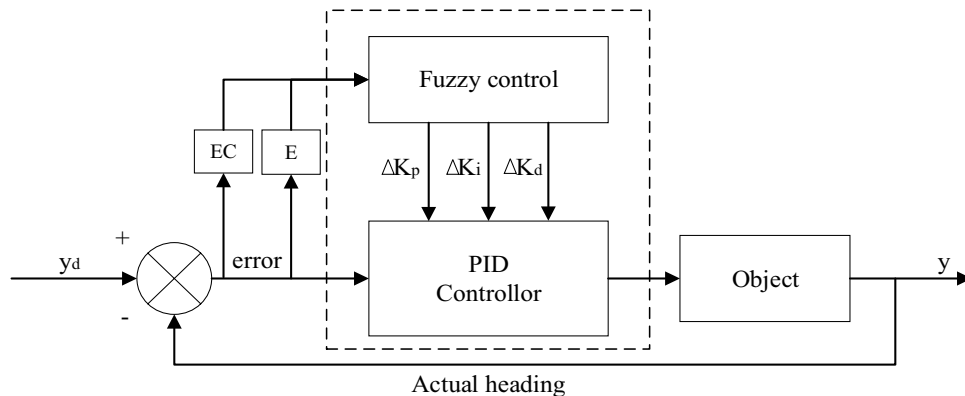 Fuzzy control
EC
E
ΔKp
ΔKi
ΔKd
+
yd
error
PID
Controllor
Object
y
-
Actual heading